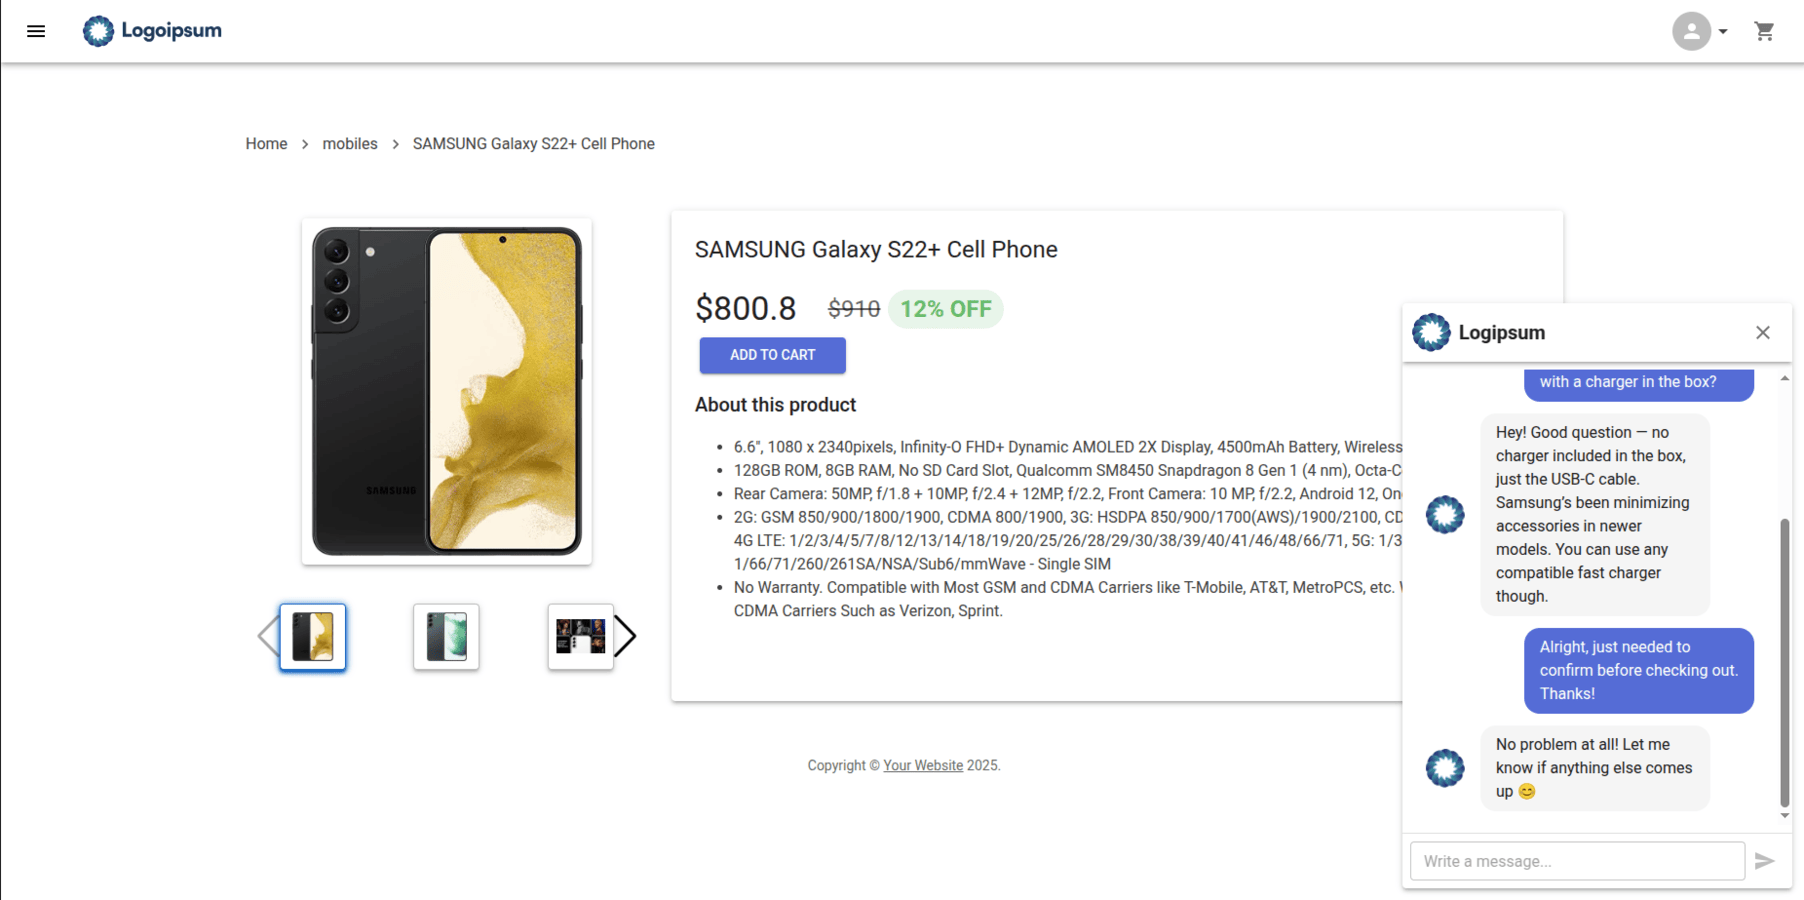 Logoipsum
Home > mobiles > SAMSUNG Galaxy S22+ Cell Phone
SAMSUNG
SAMSUNG Galaxy S22+ Cell Phone
$800.8 $910 12% OFF
ADD TO CART
About this product
• 6.6", 1080 x 2340pixels, Infinity-O FHD+ Dynamic AMOLED 2X Display, 4500mAh Battery, Wireless
• 128GB ROM, 8GB RAM, No SD Card Slot, Qualcomm SM8450 Snapdragon 8 Gen 1 (4 nm), Octa-C
• Rear Camera: 50MP, f/1.8 + 10MP, f/2.4 + 12MP, f/2.2, Front Camera: 10 MP, f/2.2, Android 12, On
• 2G: GSM 850/900/1800/1900, CDMA 800/1900, 3G: HSDPA 850/900/1700(AWS)/1900/2100, CD
4G LTE: 1/2/3/4/5/7/8/12/13/14/18/19/20/25/26/28/29/30/38/39/40/41/46/48/66/71, 5G: 1/3
1/66/71/260/261SA/NSA/Sub6/mmWave - Single SIM
• No Warranty. Compatible with Most GSM and CDMA Carriers like T-Mobile, AT&T, MetroPCS, etc.
CDMA Carriers Such as Verizon, Sprint.
Copyright © Your Website 2025.
Logipsum
with a charger in the box?
Hey! Good question — no
charger included in the box,
just the USB-C cable.
Samsung’s been minimizing
accessories in newer
models. You can use any
compatible fast charger
though.
Alright, just needed to
confirm before checking out.
Thanks!
No problem at all! Let me
know if anything else comes
up 😊
Write a message...